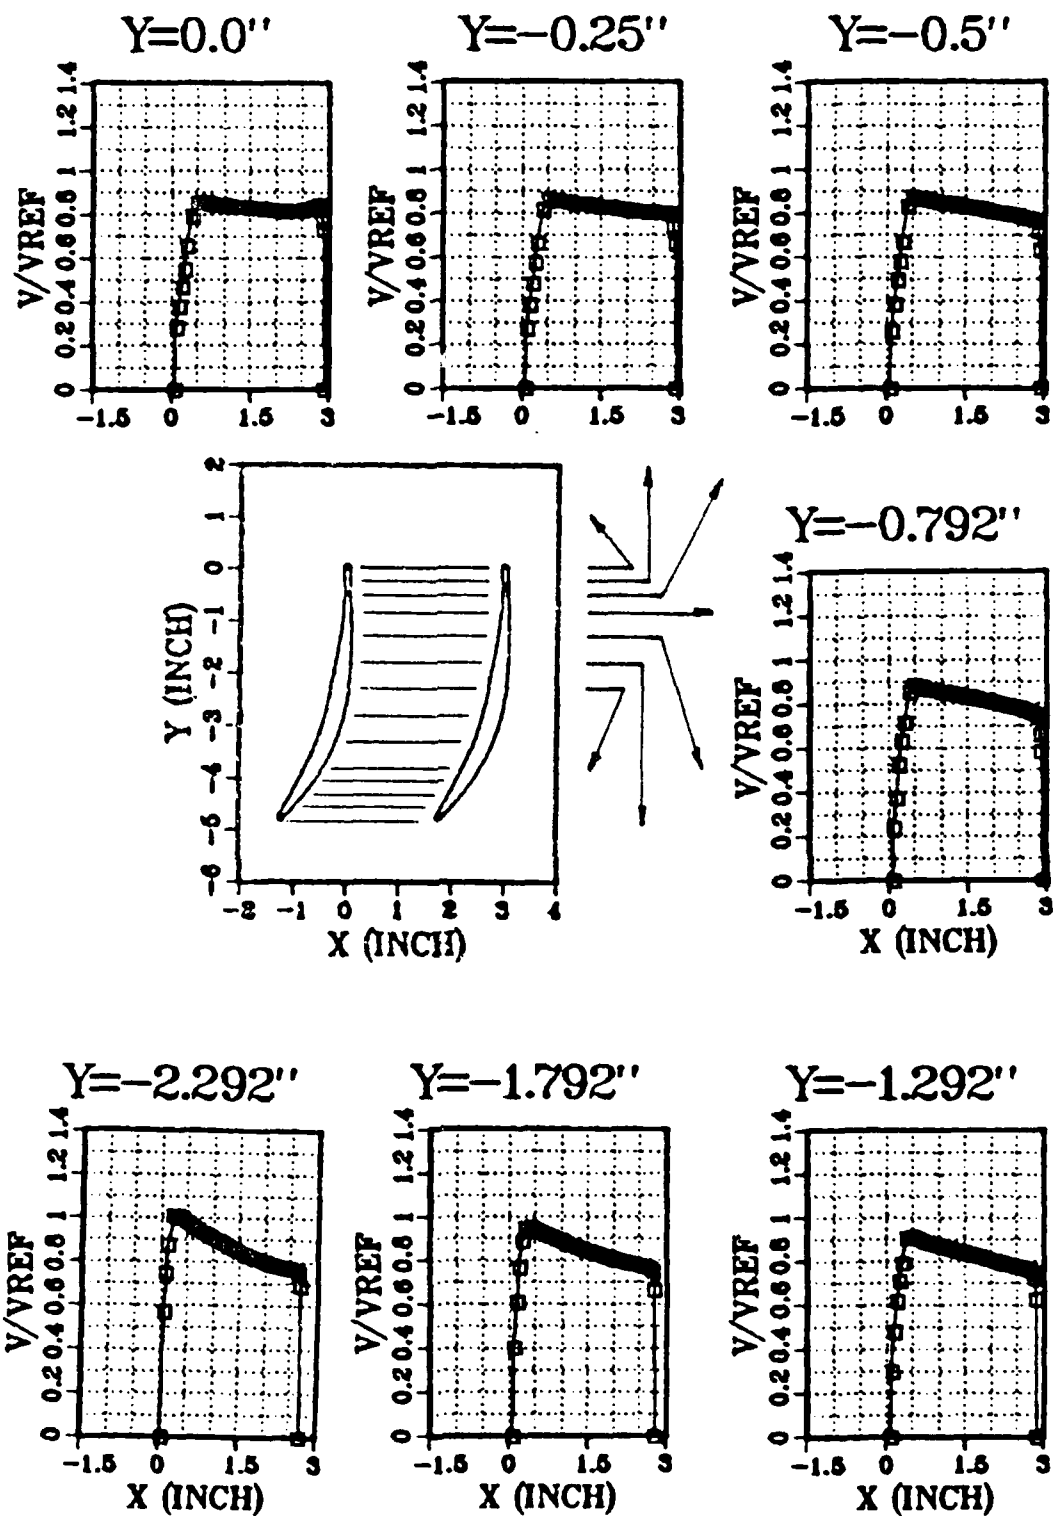 Y=0.0" Y=-0.25" Y=-0.5"
V/VREF
0 0.2 0.4 0.6 0.8 1 1.2 1.4
-1.5 0 1.5 3
V/VREF
0 0.2 0.4 0.6 0.8 1 1.2 1.4
-1.5 0 1.5 3
V/VREF
0 0.2 0.4 0.6 0.8 1 1.2 1.4
-1.5 0 1.5 3
Y (INCH)
-6 -5 -4 -3 -2 -1 0 1 2
-2 -1 0 1 2 3 4
X (INCH)
Y=-0.792"
V/VREF
0 0.2 0.4 0.6 0.8 1 1.2 1.4
-1.5 0 1.5 3
X (INCH)
Y=-2.292" Y=-1.792" Y=-1.292"
V/VREF
0 0.2 0.4 0.6 0.8 1 1.2 1.4
-1.5 0 1.5 3
X (INCH)
V/VREF
0 0.2 0.4 0.6 0.8 1 1.2 1.4
-1.5 0 1.5 3
X (INCH)
V/VREF
0 0.2 0.4 0.6 0.8 1 1.2 1.4
-1.5 0 1.5 3
X (INCH)